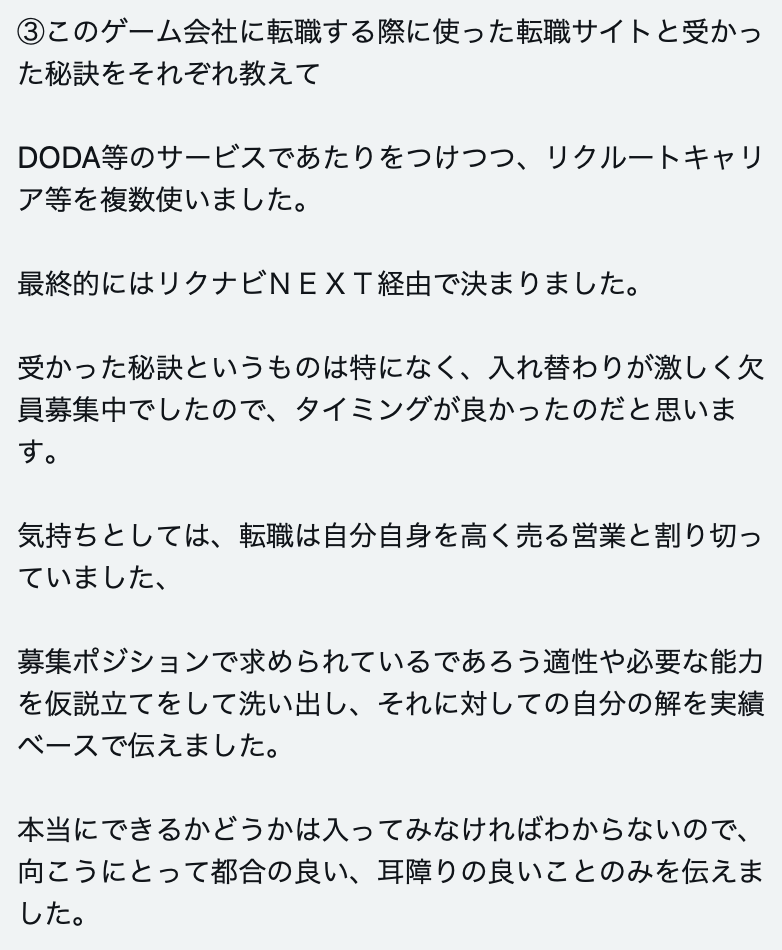 ③このゲーム会社に転職する際に使った転職サイトと受かっ
た秘訣をそれぞれ教えて
DODA等のサービスであたりをつけつつ、リクルートキャリ
ア等を複数使いました。
最終的にはリクナビＮＥＸＴ経由で決まりました。
受かった秘訣というものは特になく、入れ替わりが激しく欠
員募集中でしたので、タイミングが良かったのだと思いま
す。
気持ちとしては、転職は自分自身を高く売る営業と割り切っ
ていました、
募集ポジションで求められているであろう適性や必要な能力
を仮説立てをして洗い出し、それに対しての自分の解を実績
ベースで伝えました。
本当にできるかどうかは入ってみなければわからないので、
向こうにとって都合の良い、耳障りの良いことのみを伝えま
した。